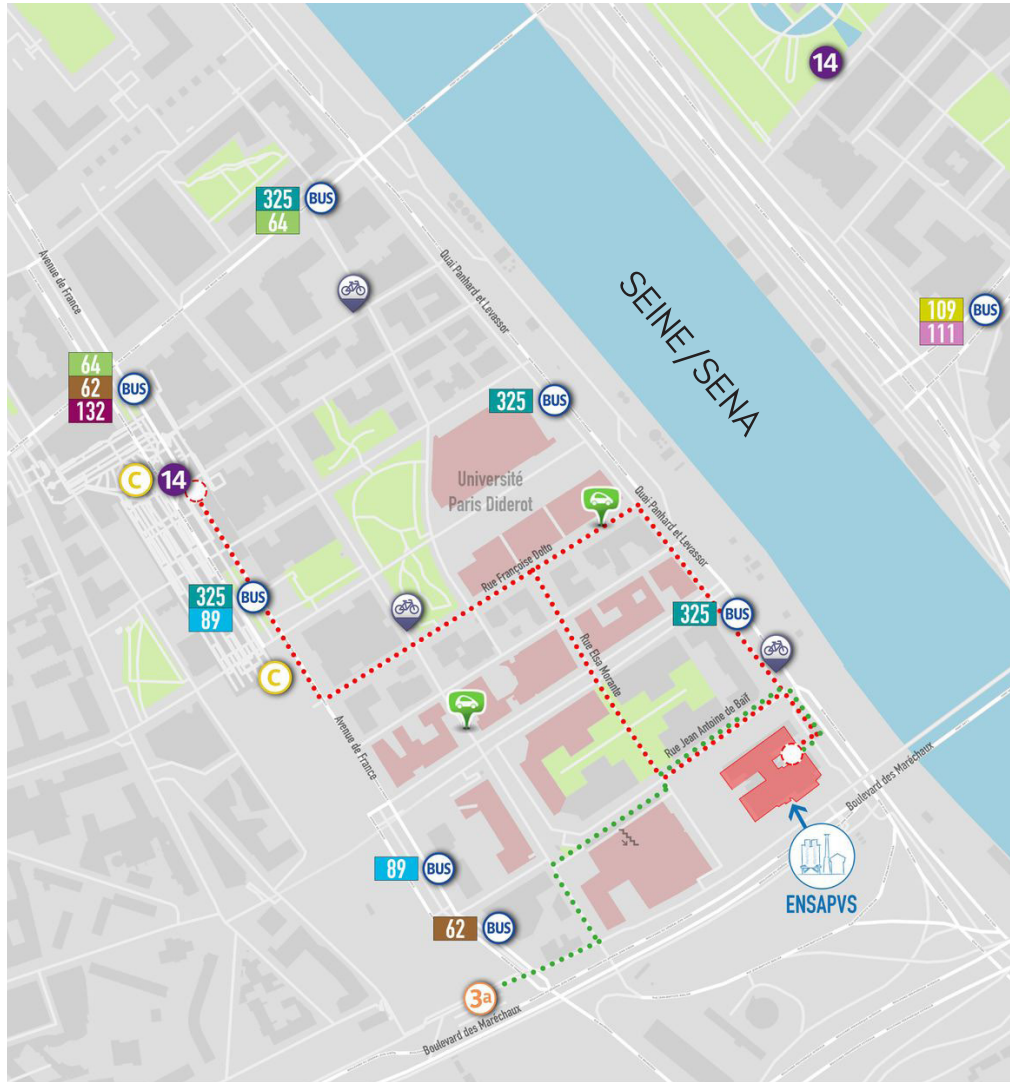 14
325
BUS
64
Avenue de France
Quai Panhard et Levassor
SEINE/SENA
109
BUS
111
64
62
BUS
132
325
BUS
C
14
Université
Paris Diderot
Quai Panhard et Levassor
Rue Françoise Dolto
325
BUS
89
325
BUS
Rue Elsa Morante
C
Rue Jean Antoine de Baïf
Avenue de France
Boulevard des Maréchaux
89
BUS
ENSAPVS
62
BUS
3a
Boulevard des Maréchaux